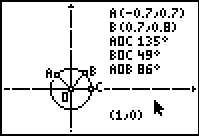 A(-0.7,0.7)
B(0.7,0.8)
AOC 135°
BOC 49°
AOB 86°
A
B
O
C
(1,0)